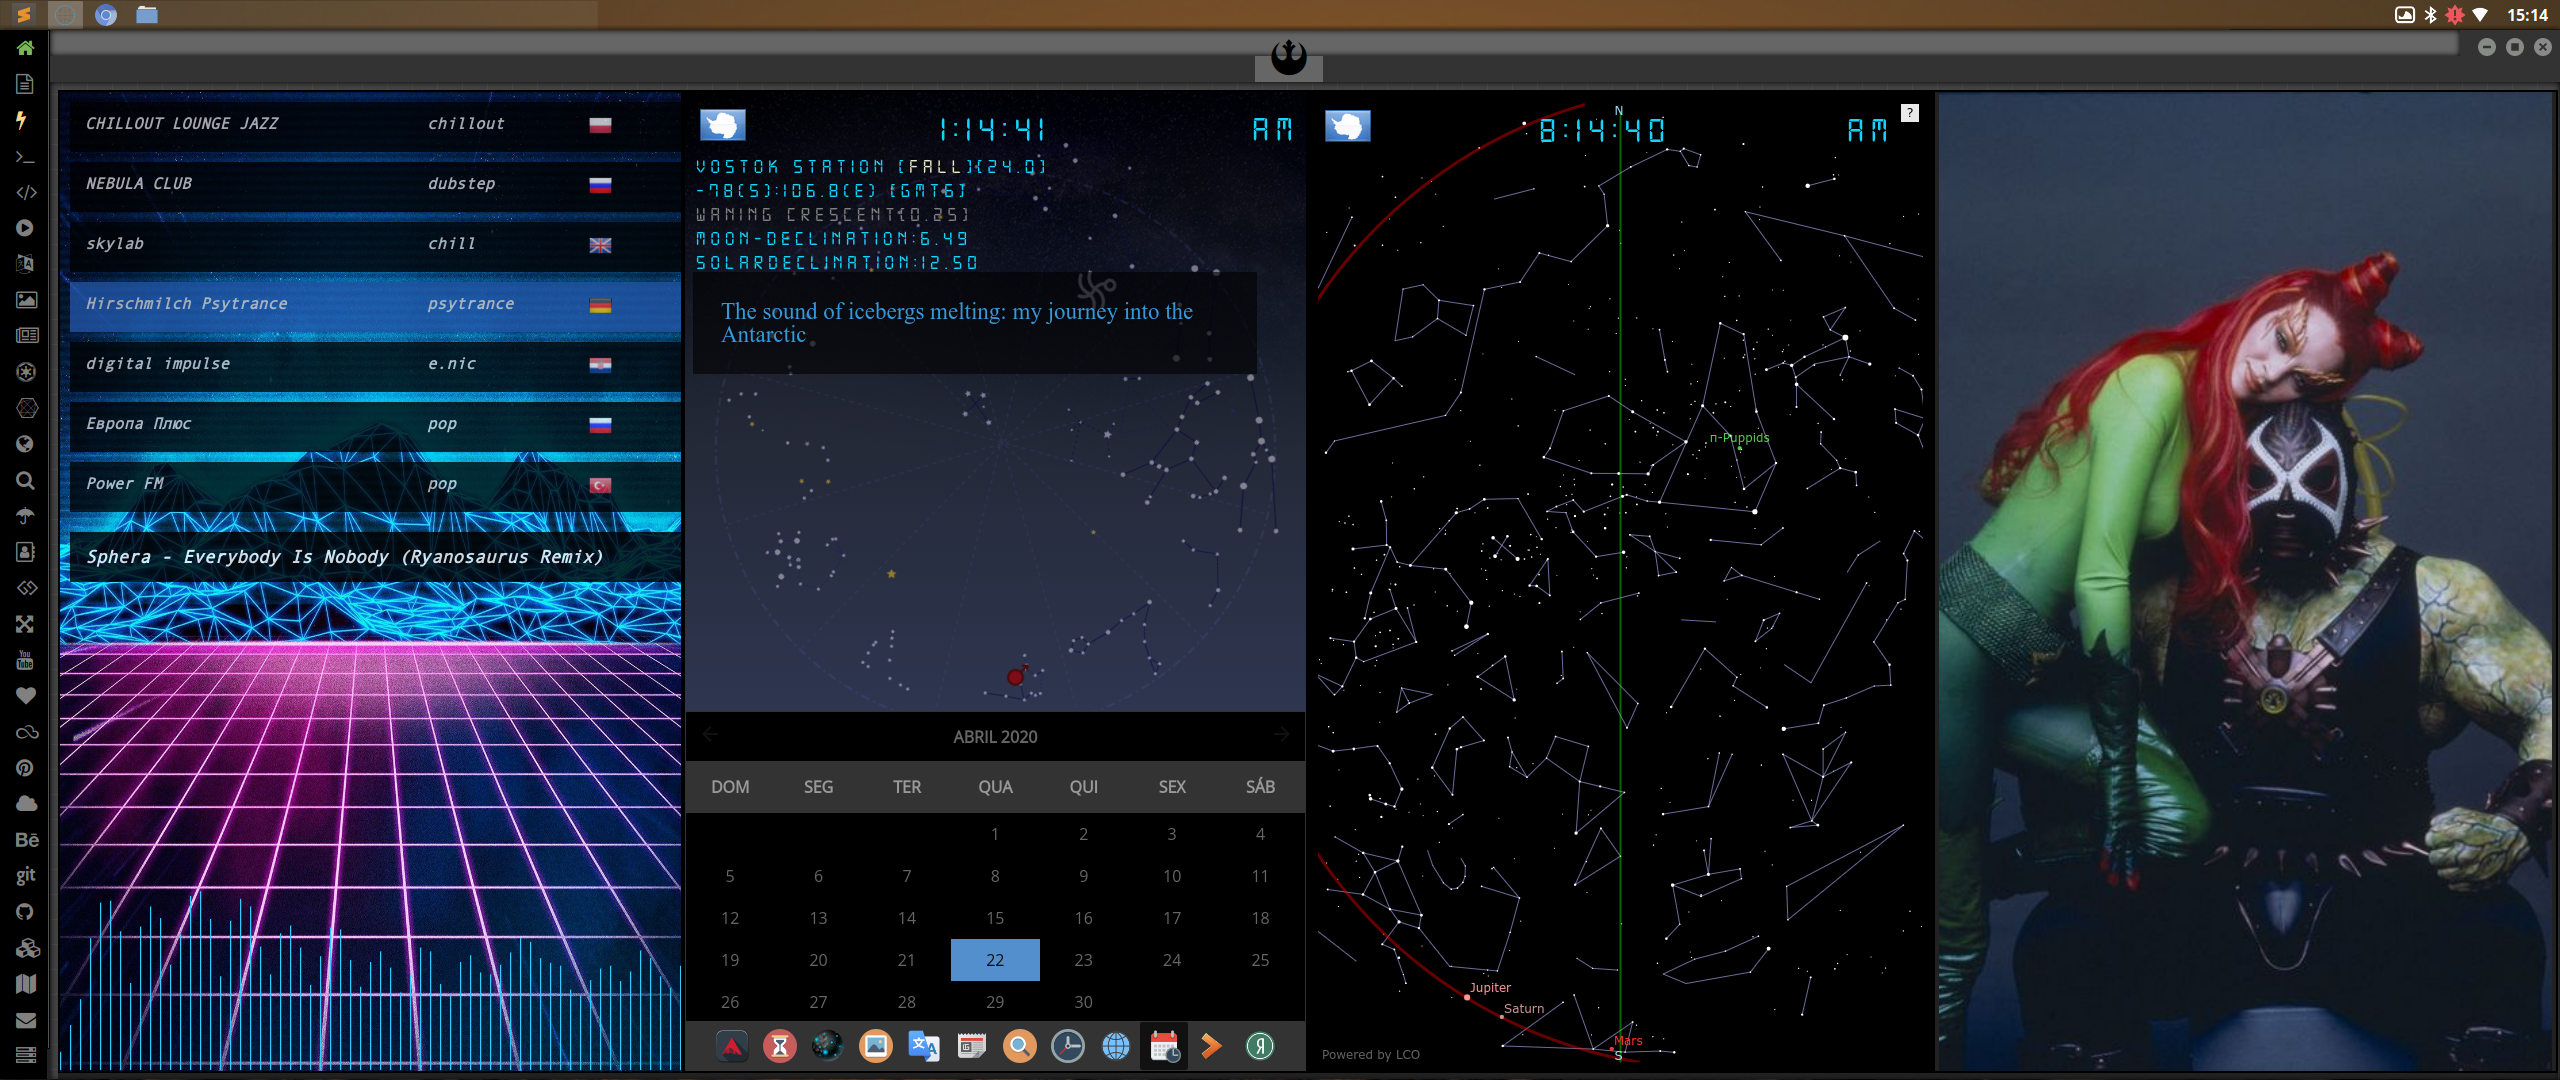 15:14
CHILLOUT LOUNGE JAZZ chillout
NEBULA CLUB dubstep
skylab chill
Hirschmilch Psytrance psytrance
digital impulse e.nic
Европа Плюс pop
Power FM pop
Sphera - Everybody Is Nobody (Ryanosaurus Remix)
You
Tube
Bē
git
1:14:41 AM
VOSTOK STATION [FALL]{24.0}
-78(S):106.8(E) [GMT6]
WANING CRESCENT{0.25}
MOON-DECLINATION:6.49
SOLARDECLINATION:12.50
The sound of icebergs melting: my journey into the
Antarctic
ABRIL 2020
DOM SEG TER QUA QUI SEX SÁB
1 2 3 4
5 6 7 8 9 10 11
12 13 14 15 16 17 18
19 20 21 22 23 24 25
26 27 28 29 30
N
?
8:14:40 AM
π-Puppids
Jupiter
Saturn
Mars
S
Powered by LCO